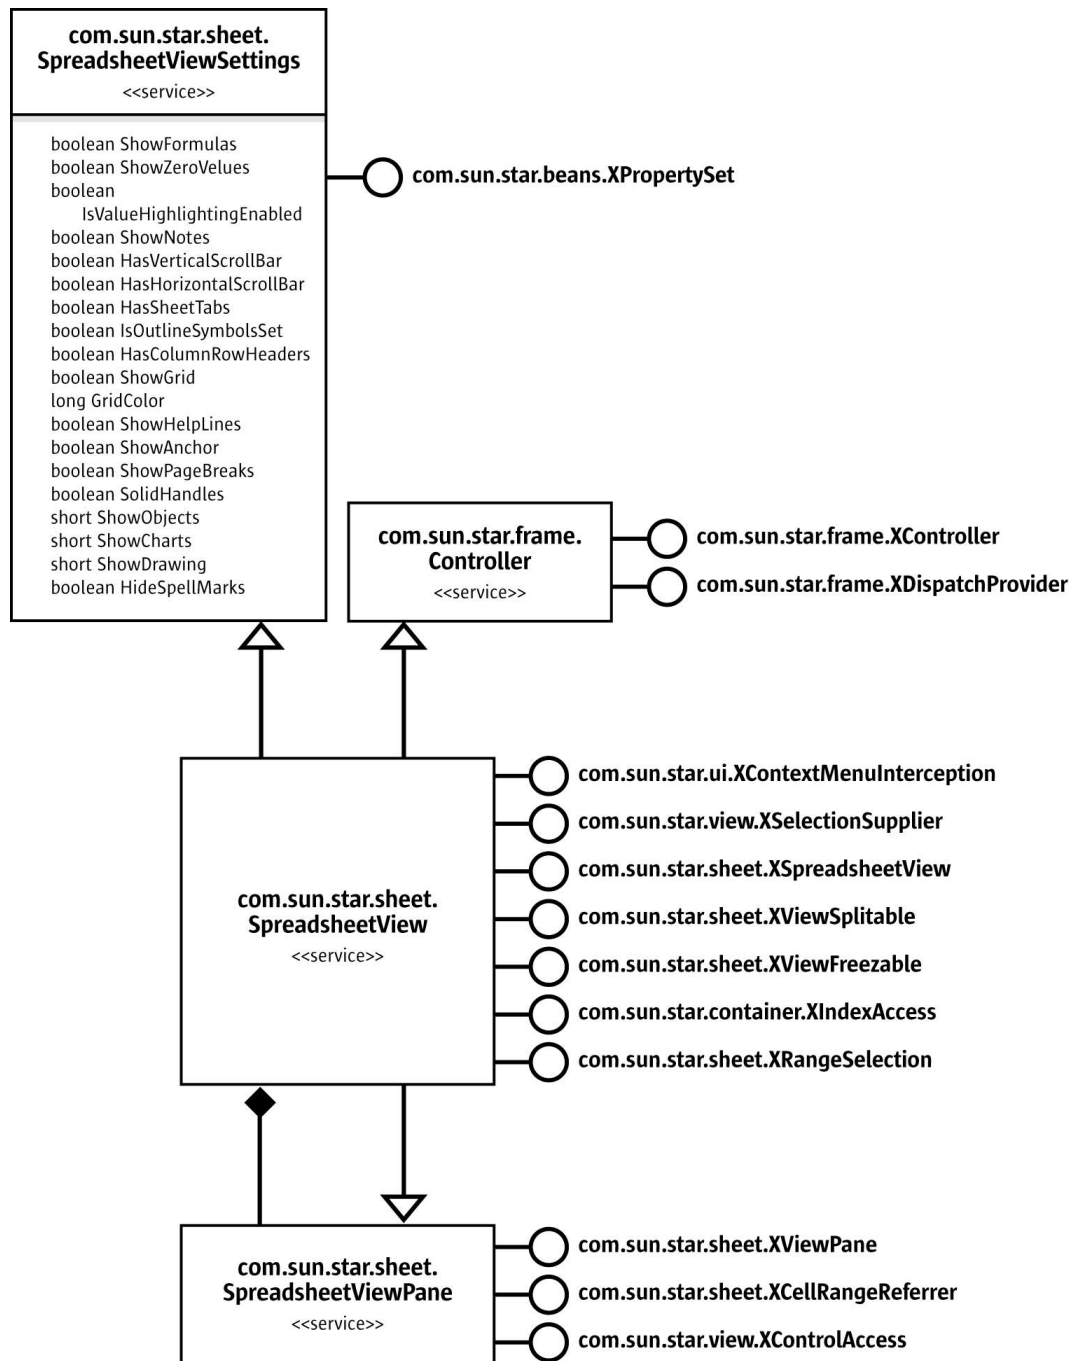 com.sun.star.sheet.
SpreadsheetViewSettings
<<service>>
boolean ShowFormulas
boolean ShowZeroVelues
boolean
IsValueHighlightingEnabled
boolean ShowNotes
boolean HasVerticalScrollBar
boolean HasHorizontalScrollBar
boolean HasSheetTabs
boolean IsOutlineSymbolsSet
boolean HasColumnRowHeaders
boolean ShowGrid
long GridColor
boolean ShowHelpLines
boolean ShowAnchor
boolean ShowPageBreaks
boolean SolidHandles
short ShowObjects
short ShowCharts
short ShowDrawing
boolean HideSpellMarks
com.sun.star.beans.XPropertySet
com.sun.star.frame.
Controller
<<service>>
com.sun.star.frame.XController
com.sun.star.frame.XDispatchProvider
com.sun.star.sheet.
SpreadsheetView
<<service>>
com.sun.star.ui.XContextMenuInterception
com.sun.star.view.XSelectionSupplier
com.sun.star.sheet.XSpreadsheetView
com.sun.star.sheet.XViewSplitable
com.sun.star.sheet.XViewFreezable
com.sun.star.container.XIndexAccess
com.sun.star.sheet.XRangeSelection
com.sun.star.sheet.
SpreadsheetViewPane
<<service>>
com.sun.star.sheet.XViewPane
com.sun.star.sheet.XCellRangeReferrer
com.sun.star.view.XControlAccess